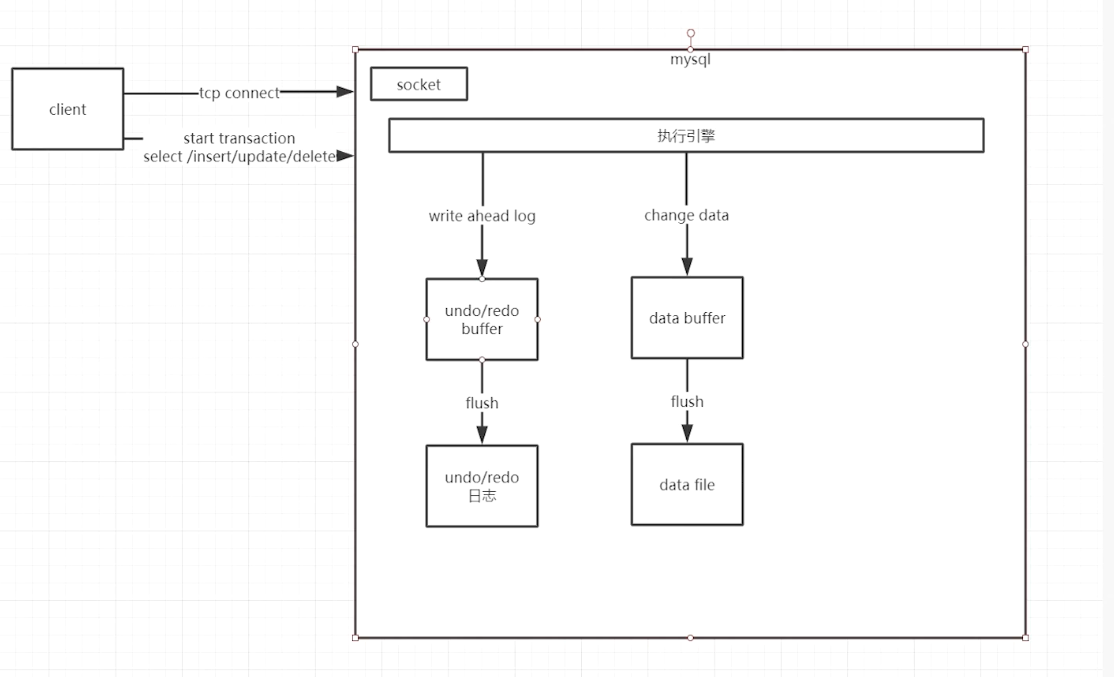 mysql
socket
client
tcp connect
start transaction
select /insert/update/delete
执行引擎
write ahead log
change data
undo/redo
buffer
data buffer
flush
flush
undo/redo
日志
data file